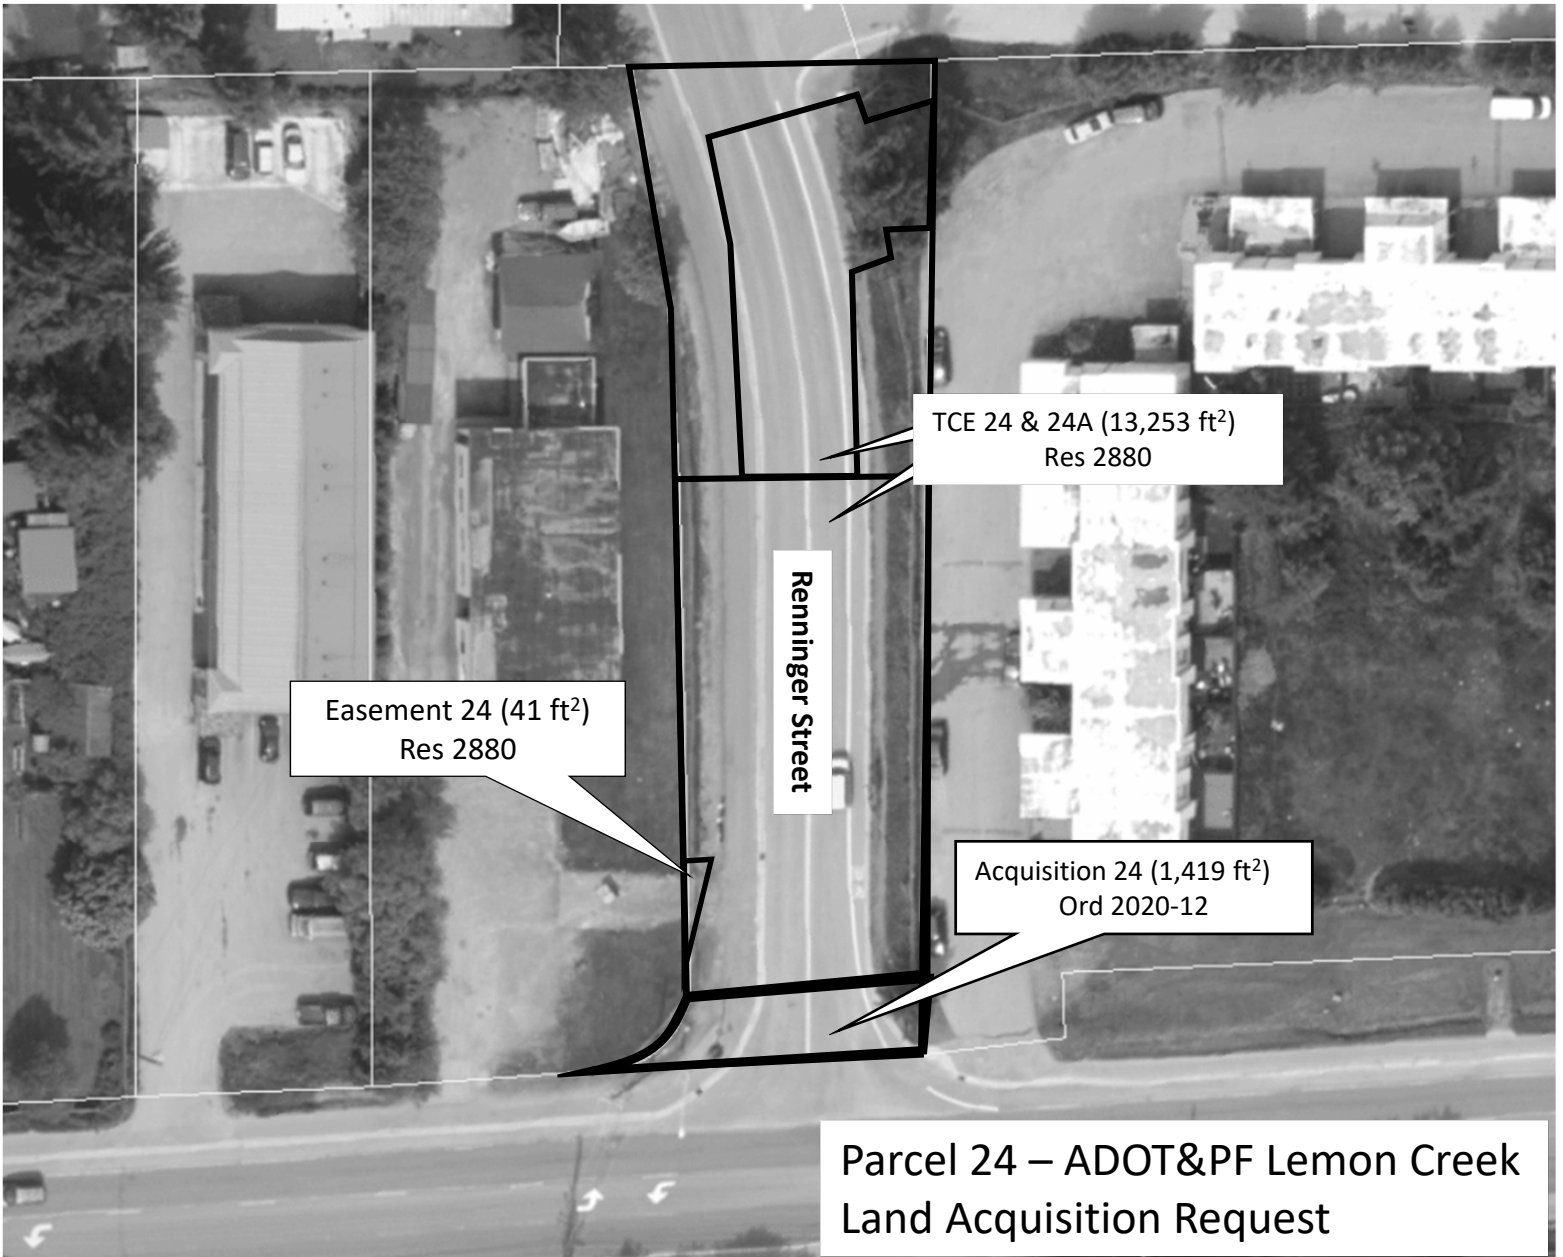 TCE 24 & 24A (13,253 ft²)
Res 2880
Renninger Street
Easement 24 (41 ft²)
Res 2880
Acquisition 24 (1,419 ft²)
Ord 2020-12
Parcel 24 – ADOT&PF Lemon Creek
Land Acquisition Request